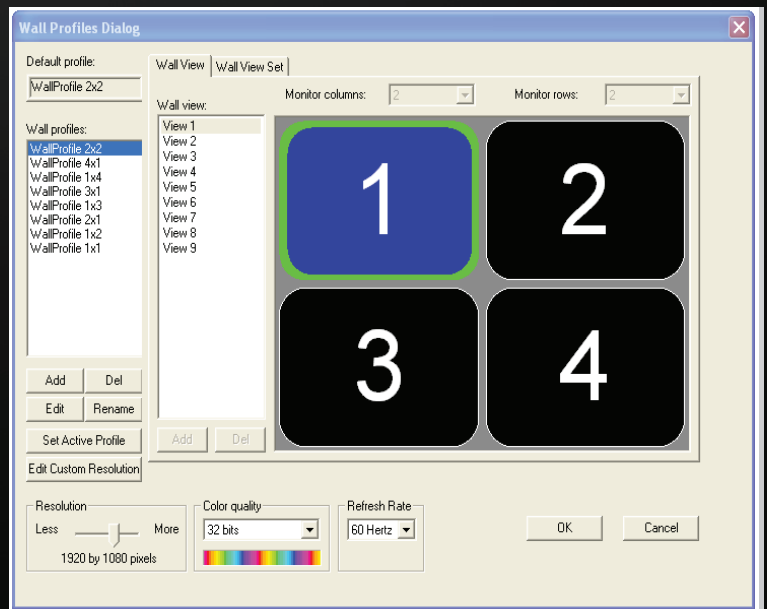 Wall Profiles Dialog
Default profile:
WallProfile 2x2
Wall profiles:
WallProfile 2x2
WallProfile 4x1
WallProfile 1x4
WallProfile 3x1
WallProfile 1x3
WallProfile 2x1
WallProfile 1x2
WallProfile 1x1
Add Del
Edit Rename
Set Active Profile
Edit Custom Resolution
Wall View Wall View Set
Wall view:
View 1
View 2
View 3
View 4
View 5
View 6
View 7
View 8
View 9
Add Del
Monitor columns: 2 Monitor rows: 2
1 2
3 4
Resolution
Less More
1920 by 1080 pixels
Color quality
32 bits
Refresh Rate
60 Hertz
OK Cancel